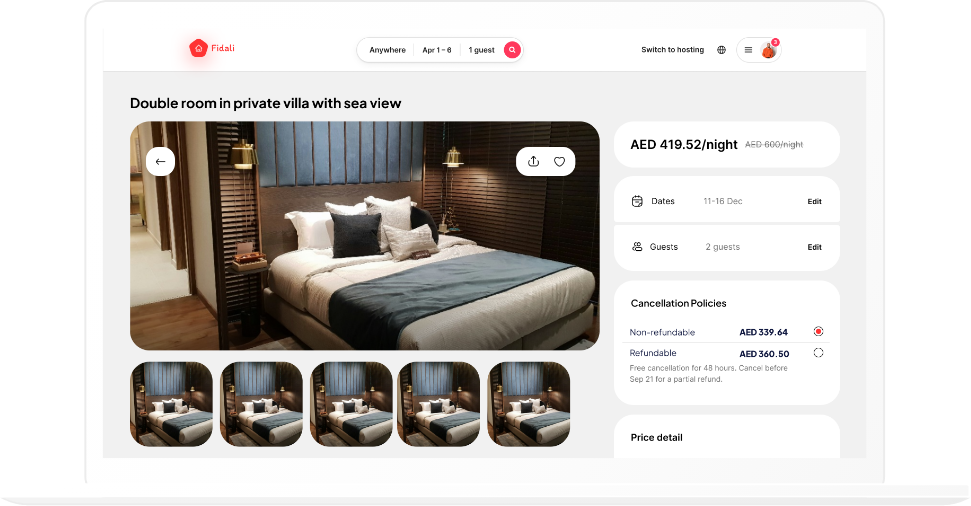 Fidali
Anywhere Apr 1 – 6 1 guest
Switch to hosting
3
Double room in private villa with sea view
AED 419.52/night AED 600/night
Dates 11-16 Dec Edit
Guests 2 guests Edit
Cancellation Policies
Non-refundable AED 339.64
Refundable AED 360.50
Free cancellation for 48 hours. Cancel before
Sep 21 for a partial refund.
Price detail